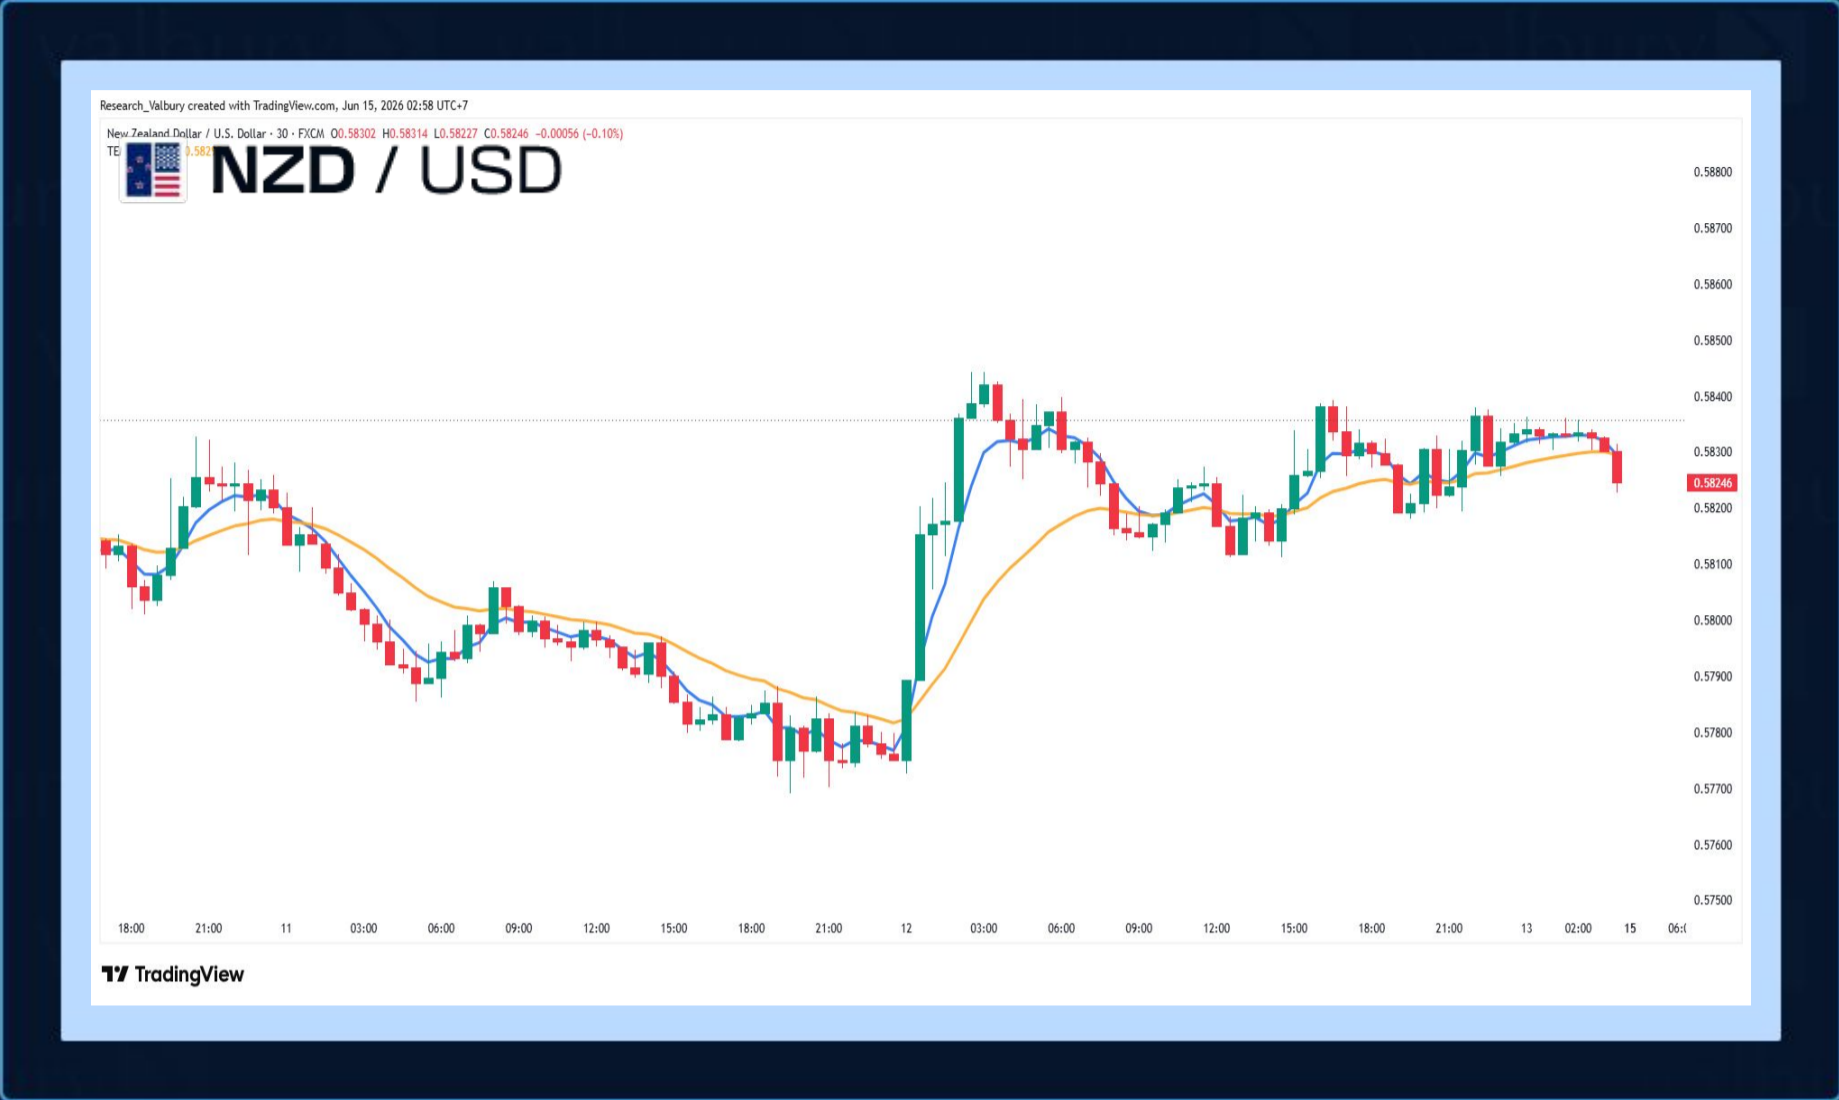 valbury
valbury
Research_Valbury created with TradingView.com, Jun 15, 2026 02:58 UTC+7
New Zealand Dollar / U.S. Dollar · 30 · FXCM O0.58302 H0.58314 L0.58227 C0.58246 −0.00056 (−0.10%)
NZD / USD
0.58800
0.58700
0.58600
0.58500
0.58400
0.58300
0.58246
0.58200
0.58100
0.58000
0.57900
0.57800
0.57700
0.57600
0.57500
18:00 21:00 11 03:00 06:00 09:00 12:00 15:00 18:00 21:00 12 03:00 06:00 09:00 12:00 15:00 18:00 21:00 13 02:00 15
TradingView